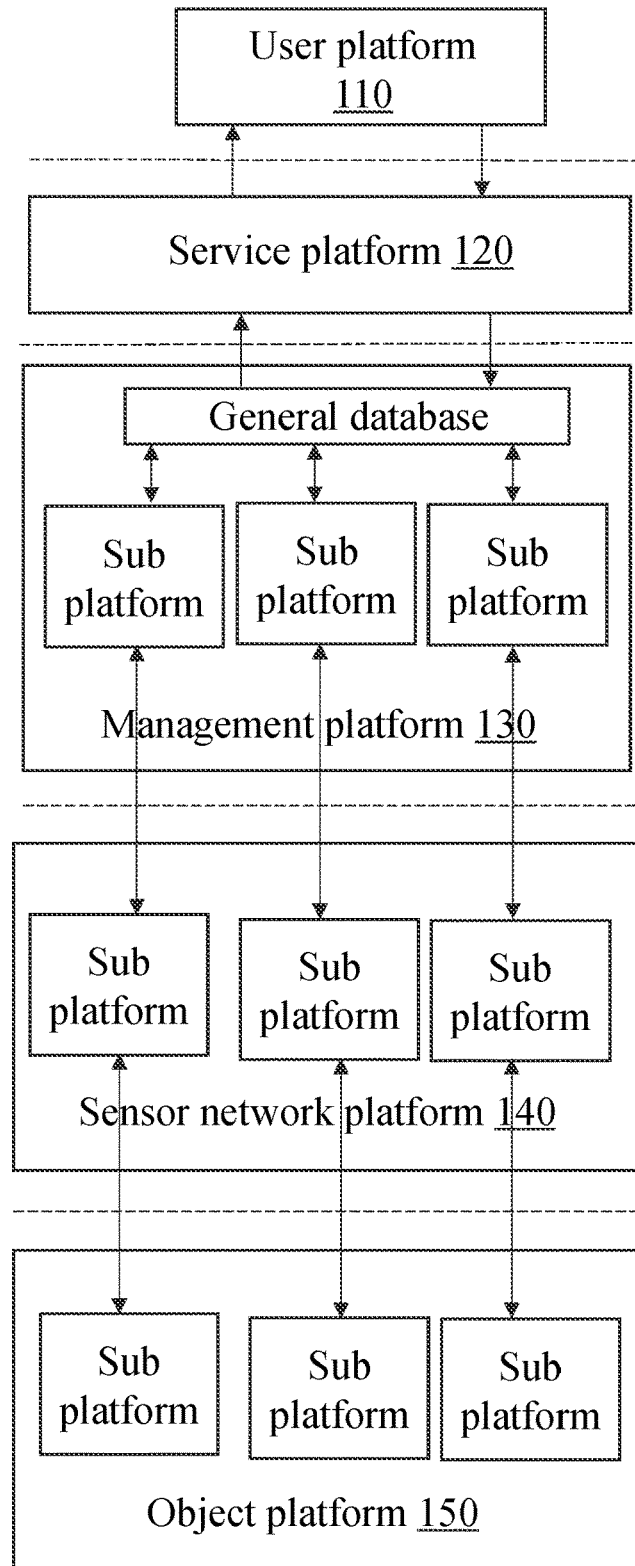 User platform
110
Service platform 120
General database
Sub
platform
Sub
platform
Sub
platform
Management platform 130
Sub
platform
Sub
platform
Sub
platform
Sensor network platform 140
Sub
platform
Sub
platform
Sub
platform
Object platform 150